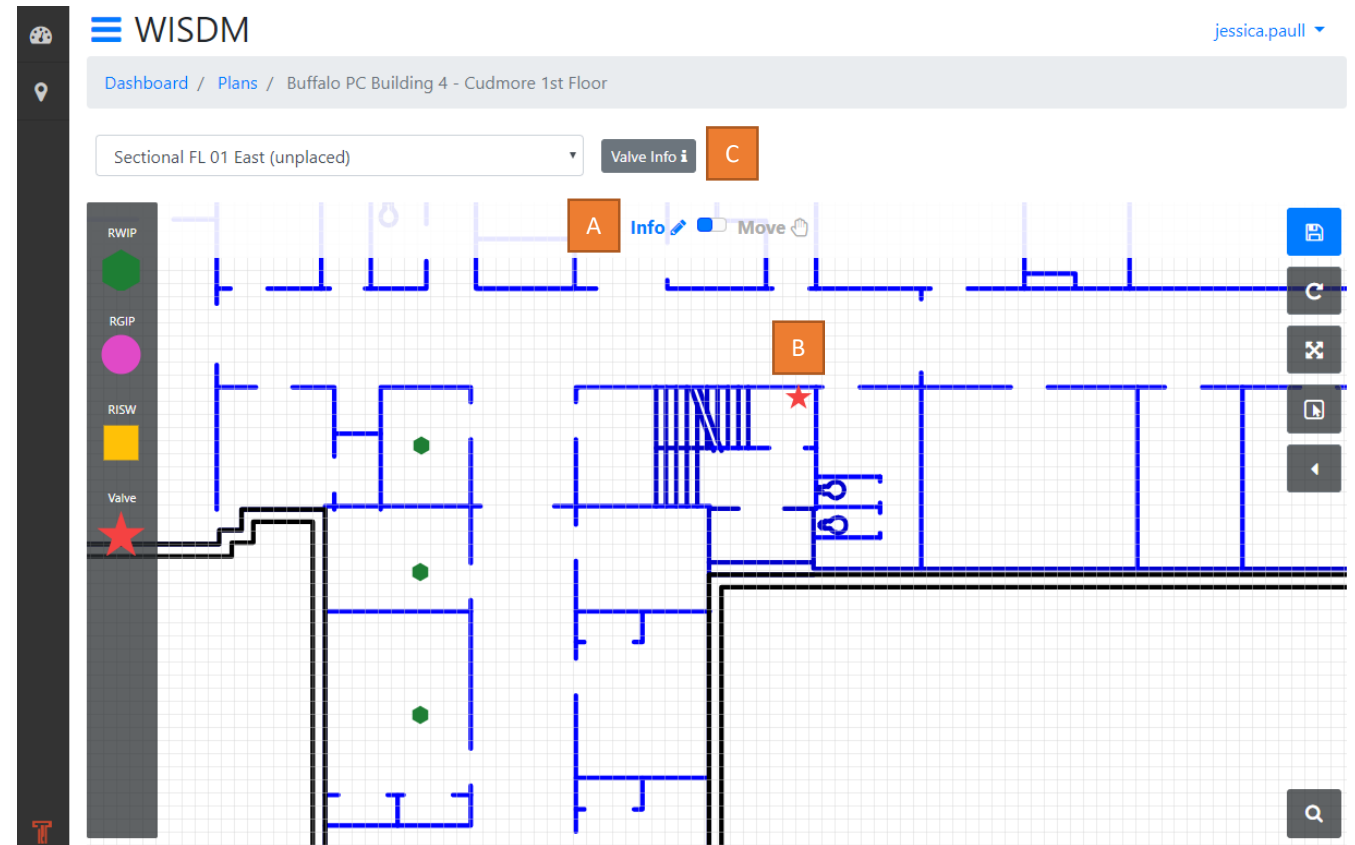 WISDM
jessica.paull
Dashboard / Plans / Buffalo PC Building 4 - Cudmore 1st Floor
Sectional FL 01 East (unplaced)
Valve Info i
C
A
Info
Move
RWIP
RGIP
B
RISW
Valve